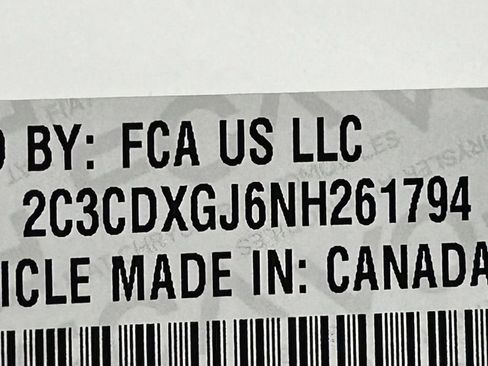 D BY: FCA US LLC
2C3CDXGJ6NH261794
ICLE MADE IN: CANADA